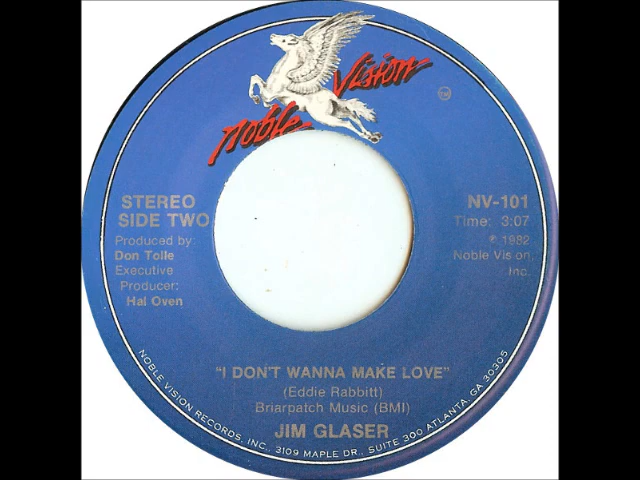 Noble Vision
TM
STEREO
SIDE TWO
Produced by:
Don Tolle
Executive
Producer:
Hal Oven
NV-101
Time: 3:07
℗ 1982
Noble Vision,
Inc.
"I DON'T WANNA MAKE LOVE"
(Eddie Rabbitt)
Briarpatch Music (BMI)
JIM GLASER
NOBLE VISION RECORDS, INC., 3109 MAPLE DR., SUITE 300 ATLANTA, GA 30305